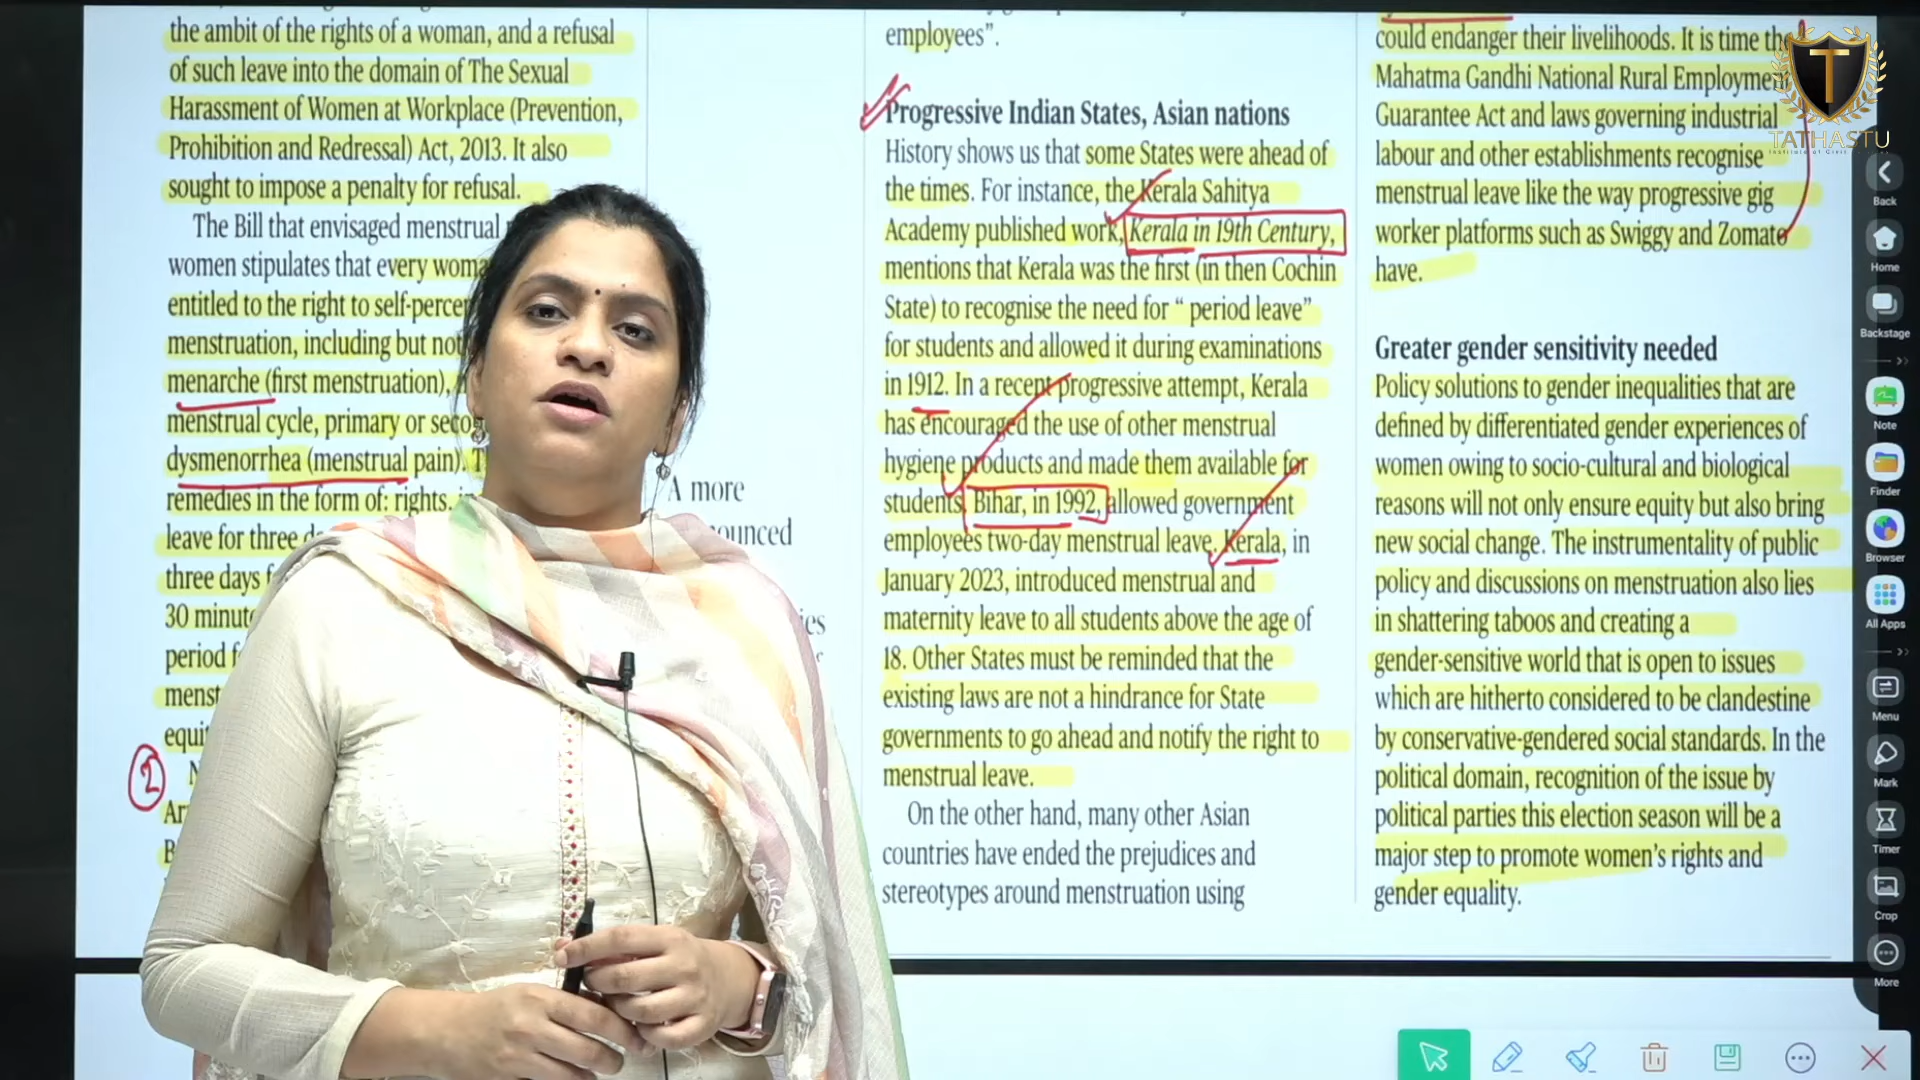 the ambit of the rights of a woman, and a refusal
of such leave into the domain of The Sexual
Harassment of Women at Workplace (Prevention,
Prohibition and Redressal) Act, 2013. It also
sought to impose a penalty for refusal.
The Bill that envisaged menstrual
women stipulates that every
entitled to the right to
menstruation, including but not
menarche (first menstruation),
menstrual cycle, primary or
dysmenorrhea (menstrual pain).
remedies in the form of: rights,
leave for three
three days
30
period
2
A more
employees”.
Progressive Indian States, Asian nations
History shows us that some States were ahead of
the times. For instance, the Kerala Sahitya
Academy published work, Kerala in 19th Century,
mentions that Kerala was the first (in then Cochin
State) to recognise the need for “ period leave”
for students and allowed it during examinations
in 1912. In a recent progressive attempt, Kerala
has encouraged the use of other menstrual
hygiene products and made them available for
students. Bihar, in 1992, allowed government
employees two-day menstrual leave. Kerala, in
January 2023, introduced menstrual and
maternity leave to all students above the age of
18. Other States must be reminded that the
existing laws are not a hindrance for State
governments to go ahead and notify the right to
menstrual leave.
On the other hand, many other Asian
countries have ended the prejudices and
stereotypes around menstruation using
could endanger their livelihoods. It is time the
Mahatma Gandhi National Rural
Guarantee Act and laws governing industrial
labour and other establishments recognise
menstrual leave like the way progressive gig
worker platforms such as Swiggy and Zomato
have.
Greater gender sensitivity needed
Policy solutions to gender inequalities that are
defined by differentiated gender experiences of
women owing to socio-cultural and biological
reasons will not only ensure equity but also bring
new social change. The instrumentality of public
policy and discussions on menstruation also lies
in shattering taboos and creating a
gender-sensitive world that is open to issues
which are hitherto considered to be clandestine
by conservative-gendered social standards. In the
political domain, recognition of the issue by
political parties this election season will be a
major step to promote women’s rights and
gender equality.
T
TATHASTU
Back
Home
Backstage
Note
Finder
Browser
All Apps
Menu
Mark
Timer
Crop
More